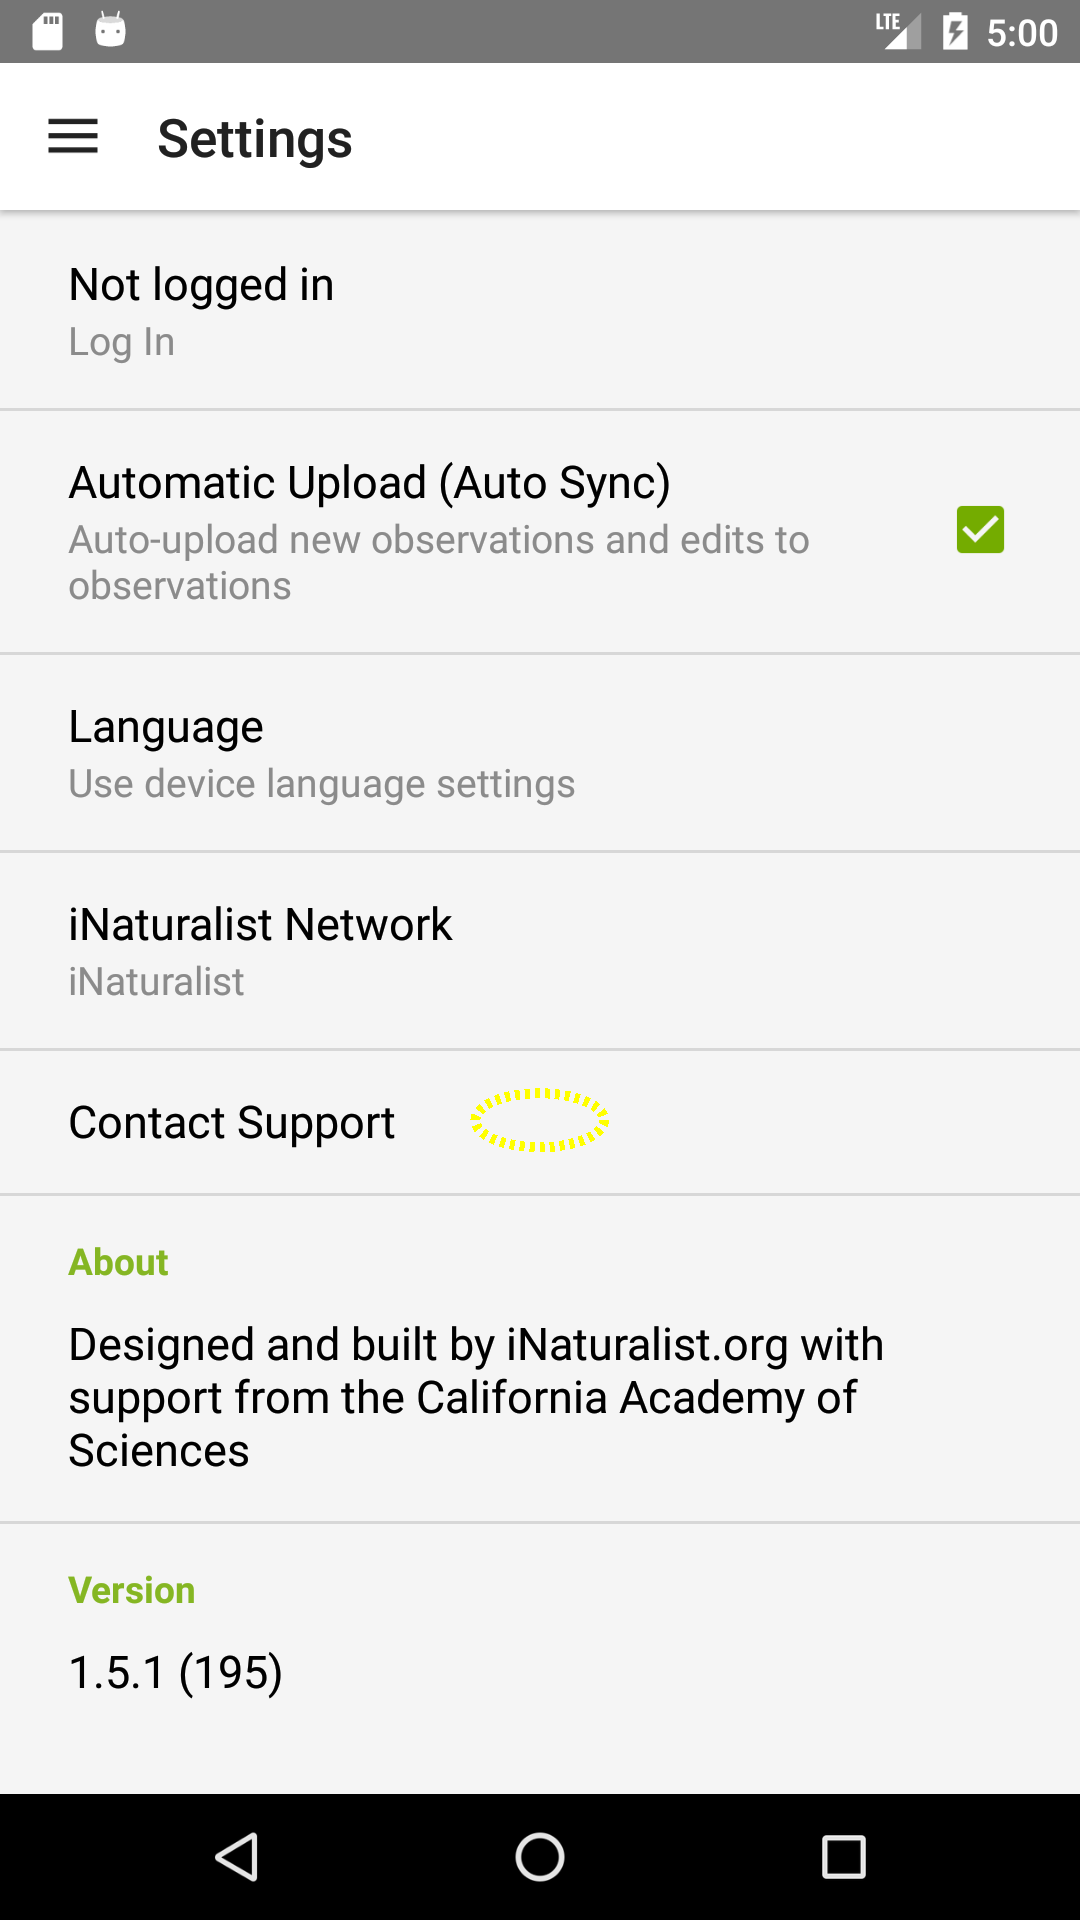 LTE 5:00
Settings
Not logged in
Log In
Automatic Upload (Auto Sync)
Auto-upload new observations and edits to
observations
Language
Use device language settings
iNaturalist Network
iNaturalist
Contact Support
About
Designed and built by iNaturalist.org with
support from the California Academy of
Sciences
Version
1.5.1 (195)